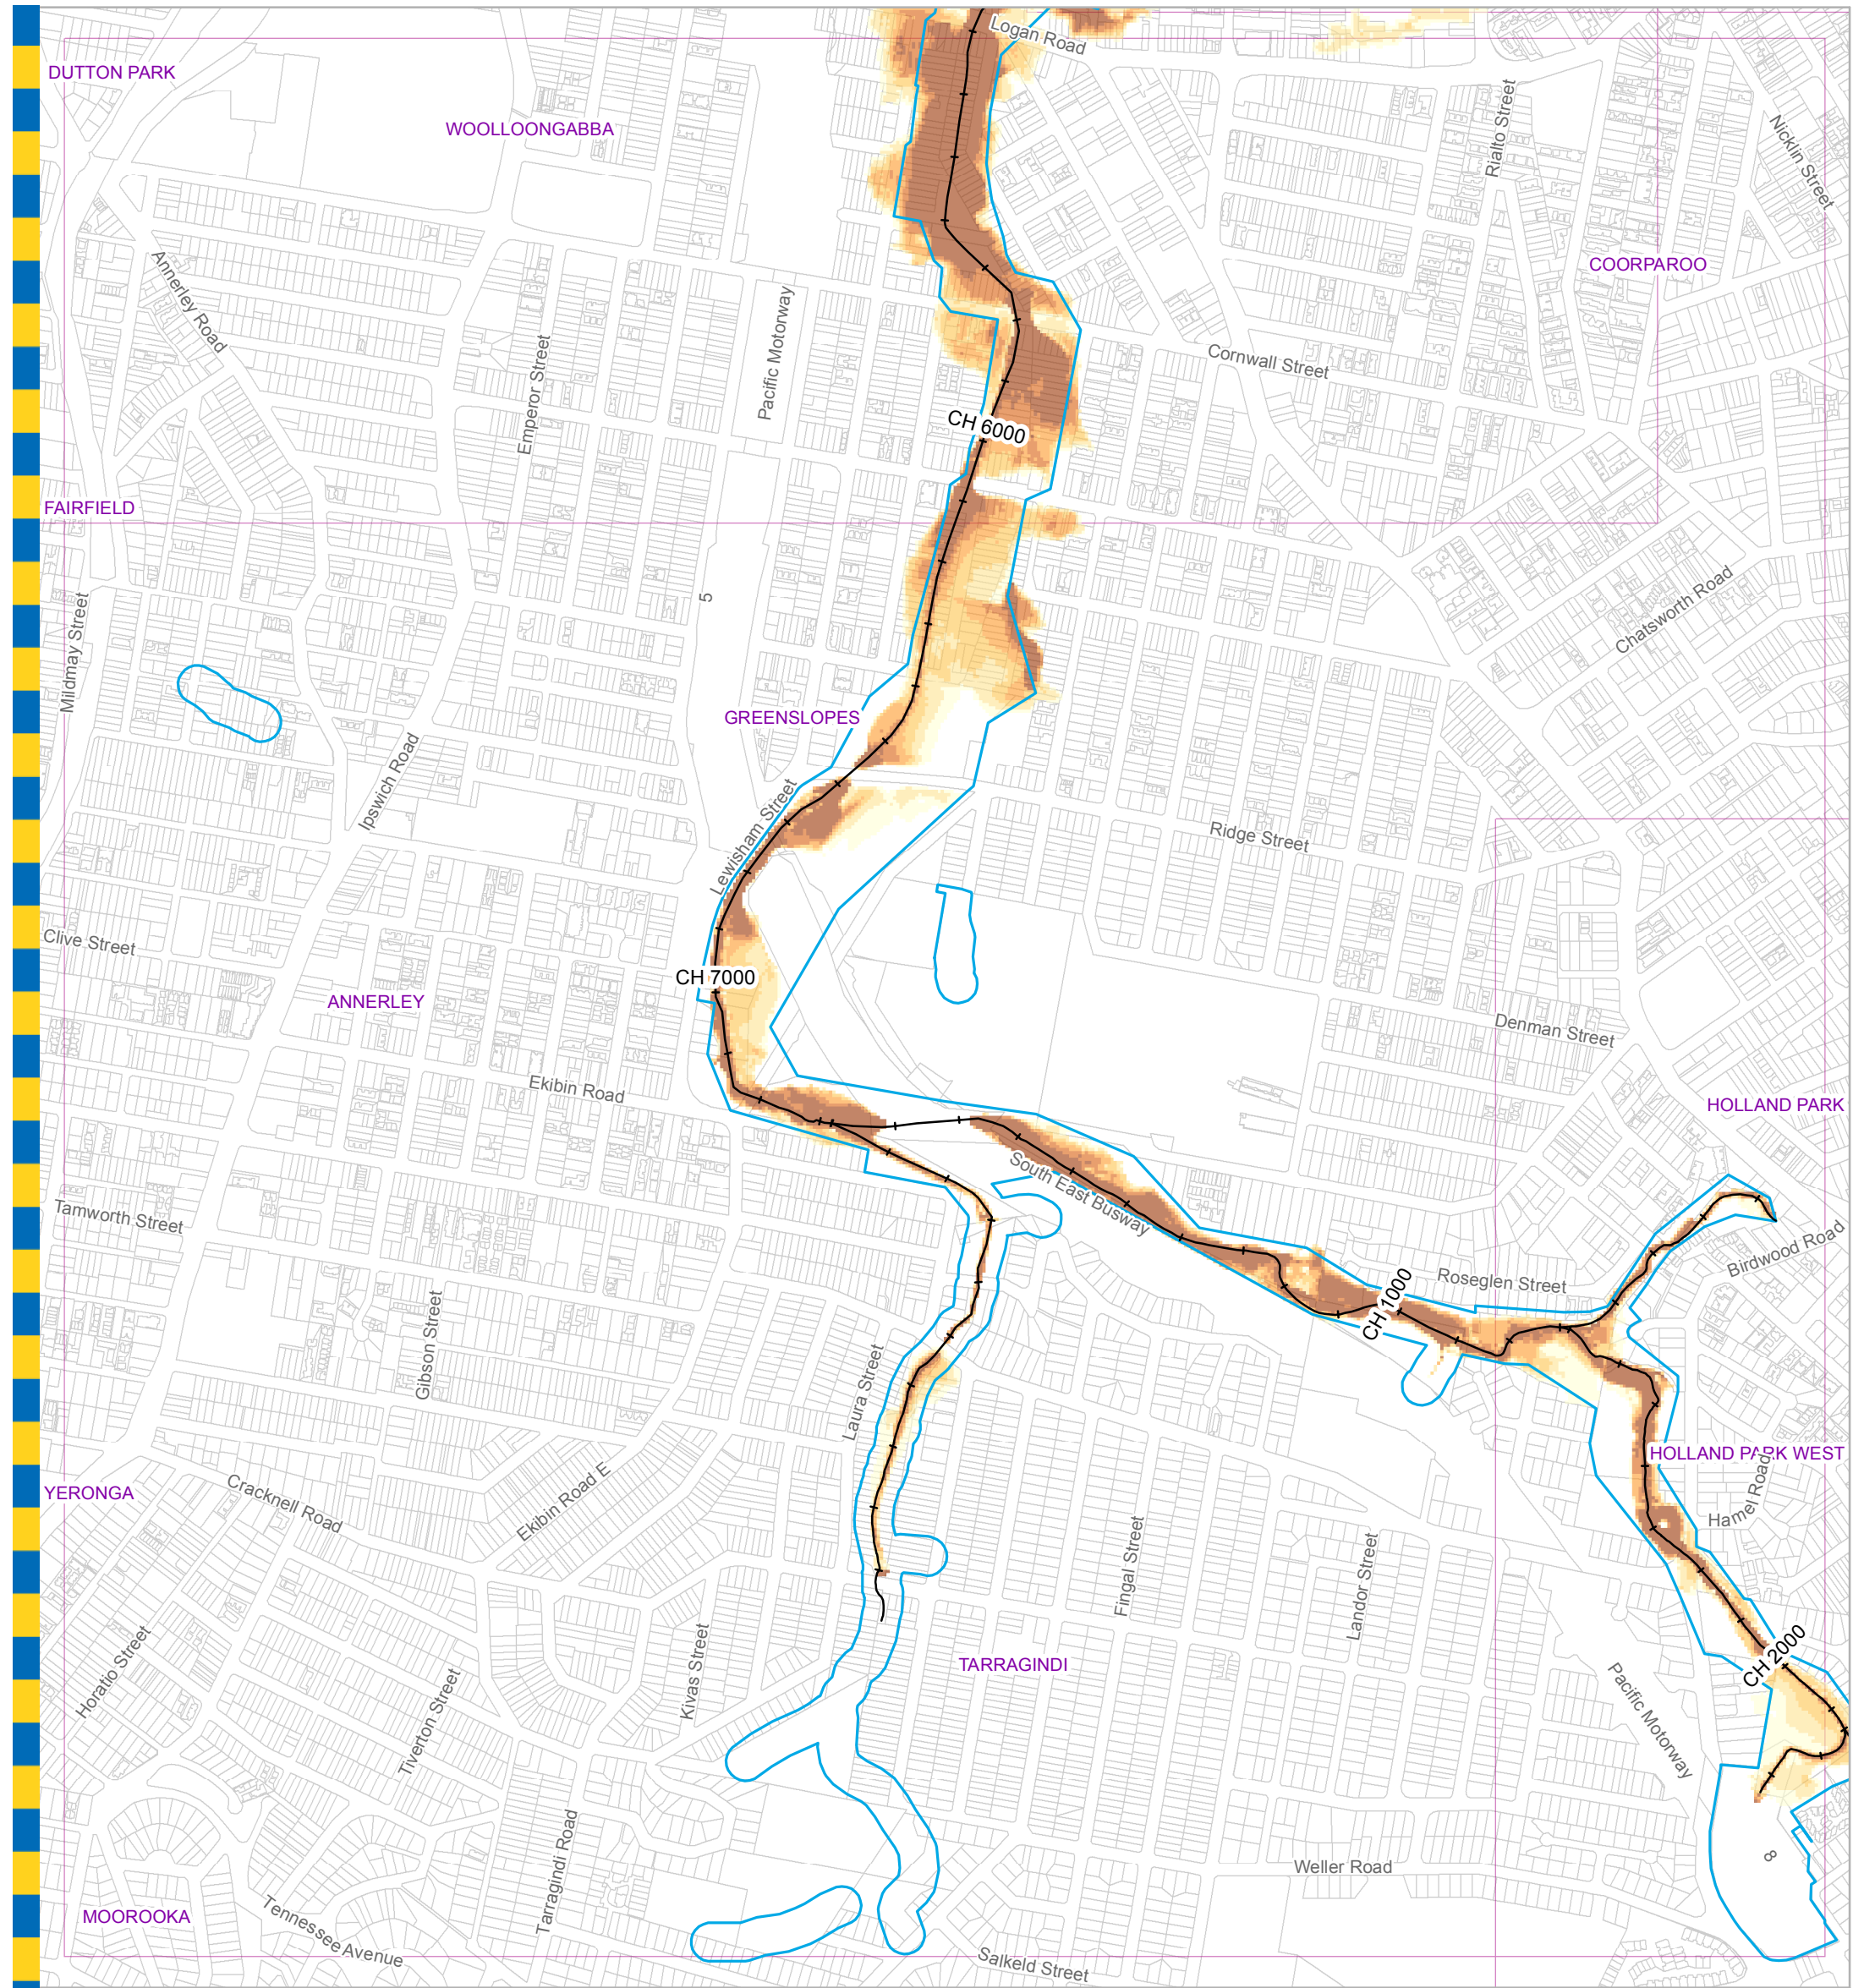 Logan Road
DUTTON PARK
WOOLLOONGABBA
Rialto Street
Nicklin Street
COORPAROO
Annerley Road
Pacific Motorway
Emperor Street
Cornwall Street
CH 6000
FAIRFIELD
Mildmay Street
5
Chatsworth Road
GREENSLOPES
Ipswich Road
Lewisham Street
Ridge Street
Clive Street
CH 7000
ANNERLEY
Denman Street
Ekibin Road
HOLLAND PARK
South East Busway
Tamworth Street
Birdwood Road
Roseglen Street
CH 1000
Gibson Street
Laura Street
HOLLAND PARK WEST
YERONGA
Cracknell Road
Ekibin Road E
Hamel Road
Fingal Street
Landor Street
Horatio Street
Kivas Street
TARRAGINDI
CH 2000
Tiverton Street
Pacific Motorway
Tarragindi Road
Weller Road
8
MOOROOKA
Tennessee Avenue
Salkeld Street